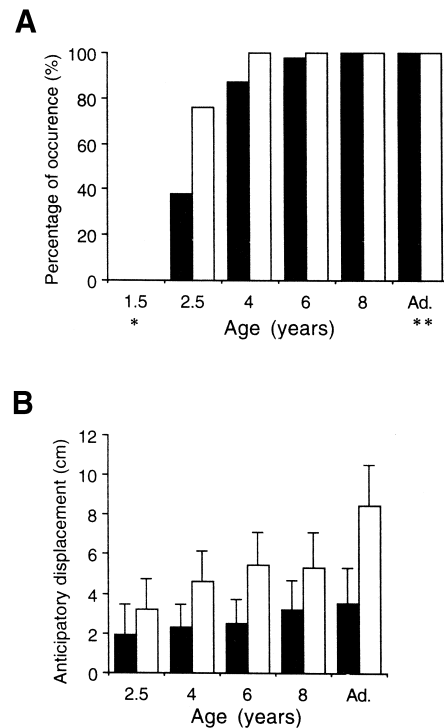 A
Percentage of occurence (%)
100
80
60
40
20
0
1.5 2.5 4 6 8 Ad.
* **
Age (years)
B
Anticipatory displacement (cm)
12
10
8
6
4
2
0
2.5 4 6 8 Ad.
Age (years)